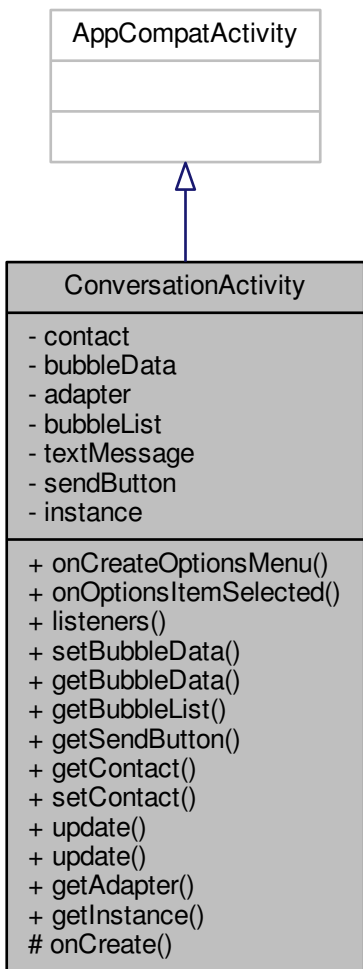 AppCompatActivity
ConversationActivity
- contact
- bubbleData
- adapter
- bubbleList
- textMessage
- sendButton
- instance
+ onCreateOptionsMenu()
+ onOptionsItemSelected()
+ listeners()
+ setBubbleData()
+ getBubbleData()
+ getBubbleList()
+ getSendButton()
+ getContact()
+ setContact()
+ update()
+ update()
+ getAdapter()
+ getInstance()
# onCreate()